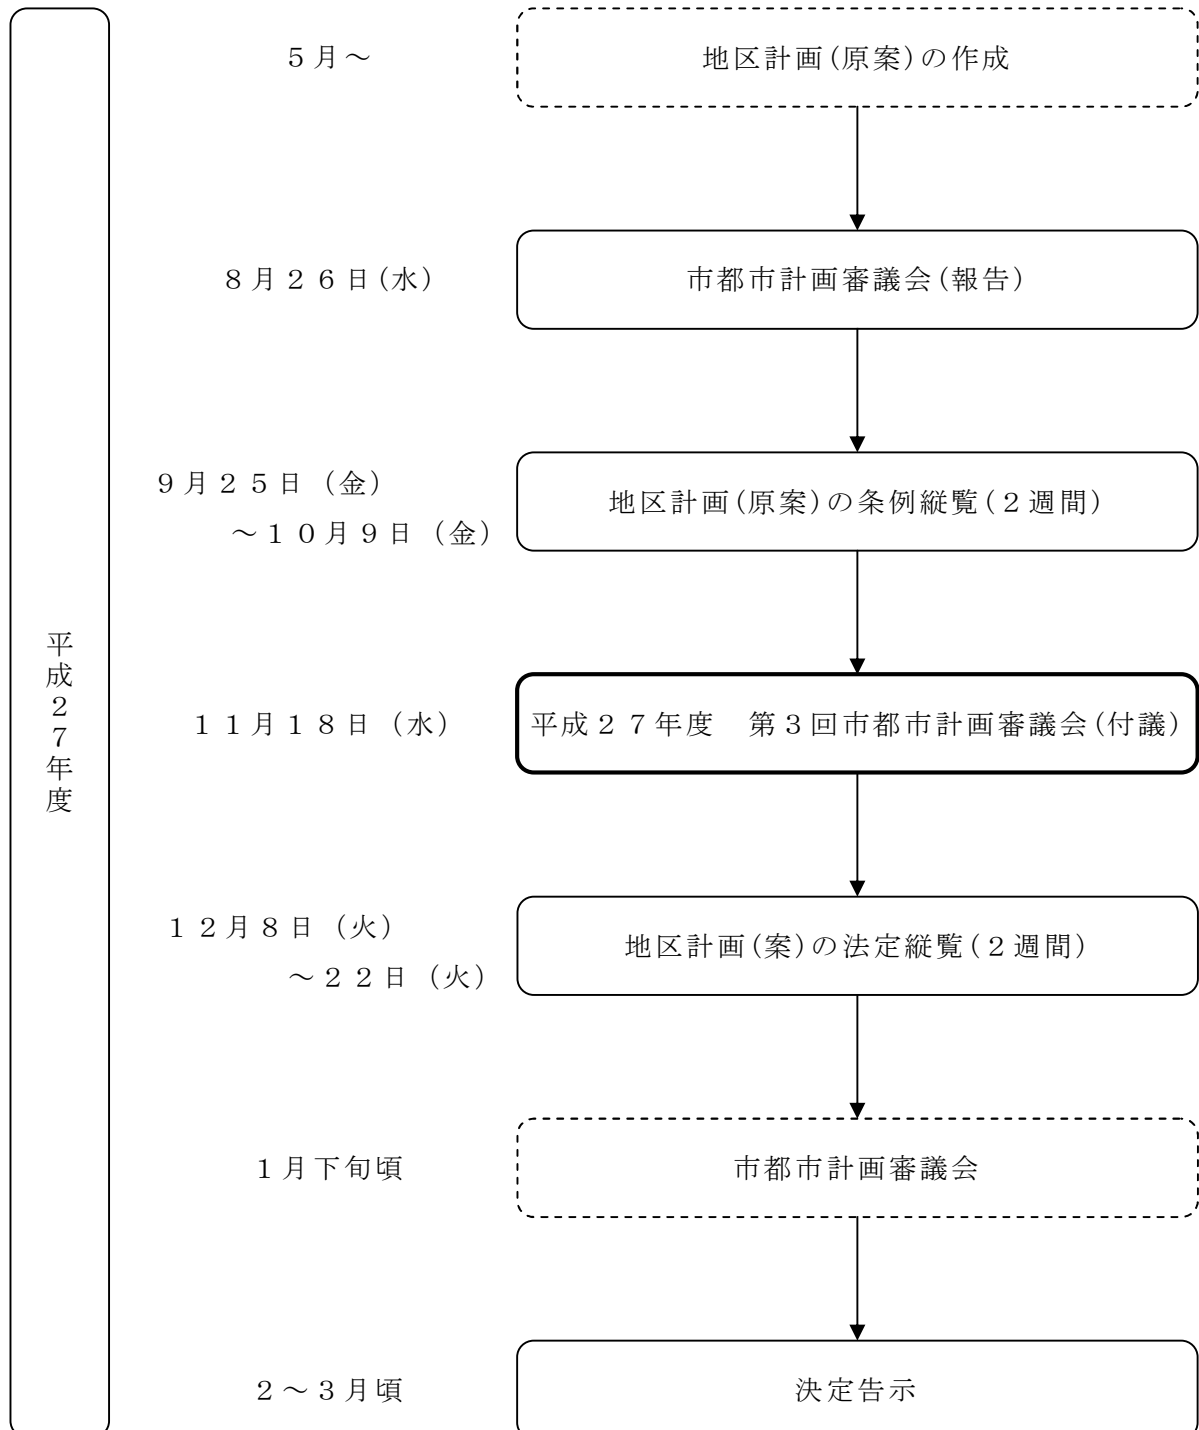 平成２７年度
５月～
地区計画(原案)の作成
８月２６日(水)
市都市計画審議会(報告)
９月２５日（金）
～１０月９日（金）
地区計画(原案)の条例縦覧(２週間)
１１月１８日（水）
平成２７年度　第３回市都市計画審議会(付議)
１２月８日（火）
～２２日（火）
地区計画(案)の法定縦覧(２週間)
１月下旬頃
市都市計画審議会
２～３月頃
決定告示